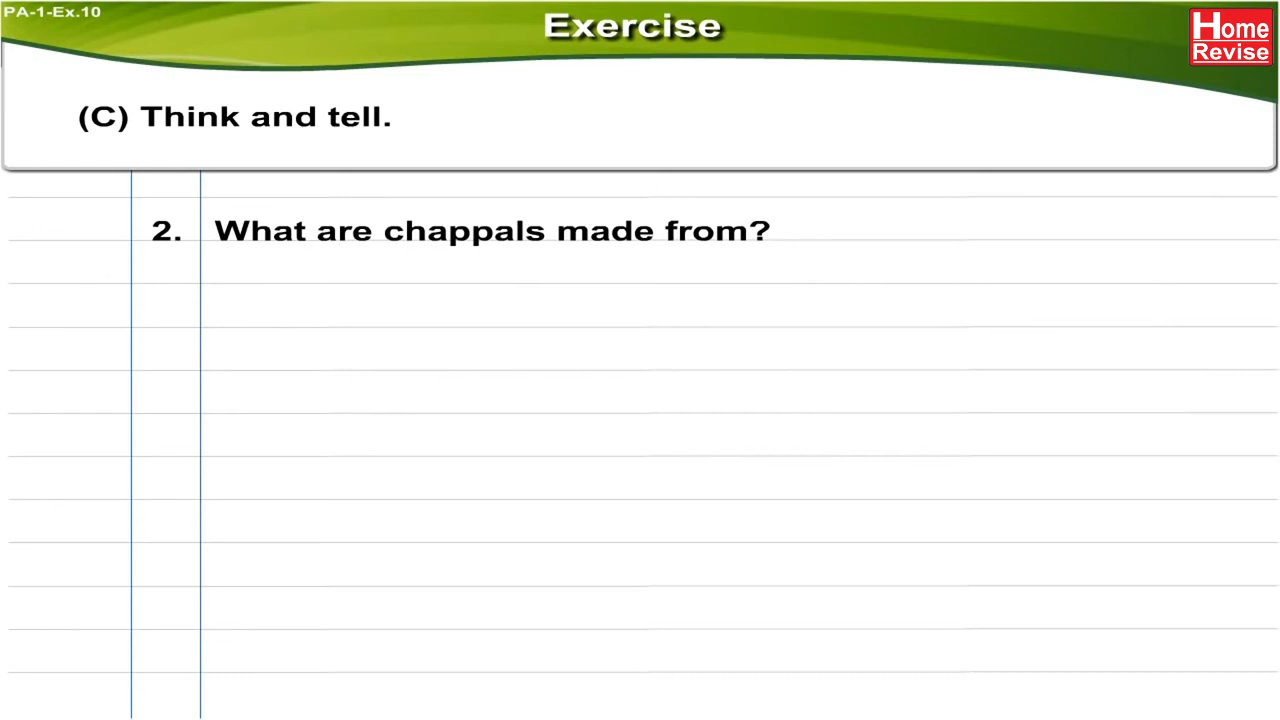 PA-1-Ex.10
Exercise
Home
Revise
(C) Think and tell.
2. What are chappals made from?